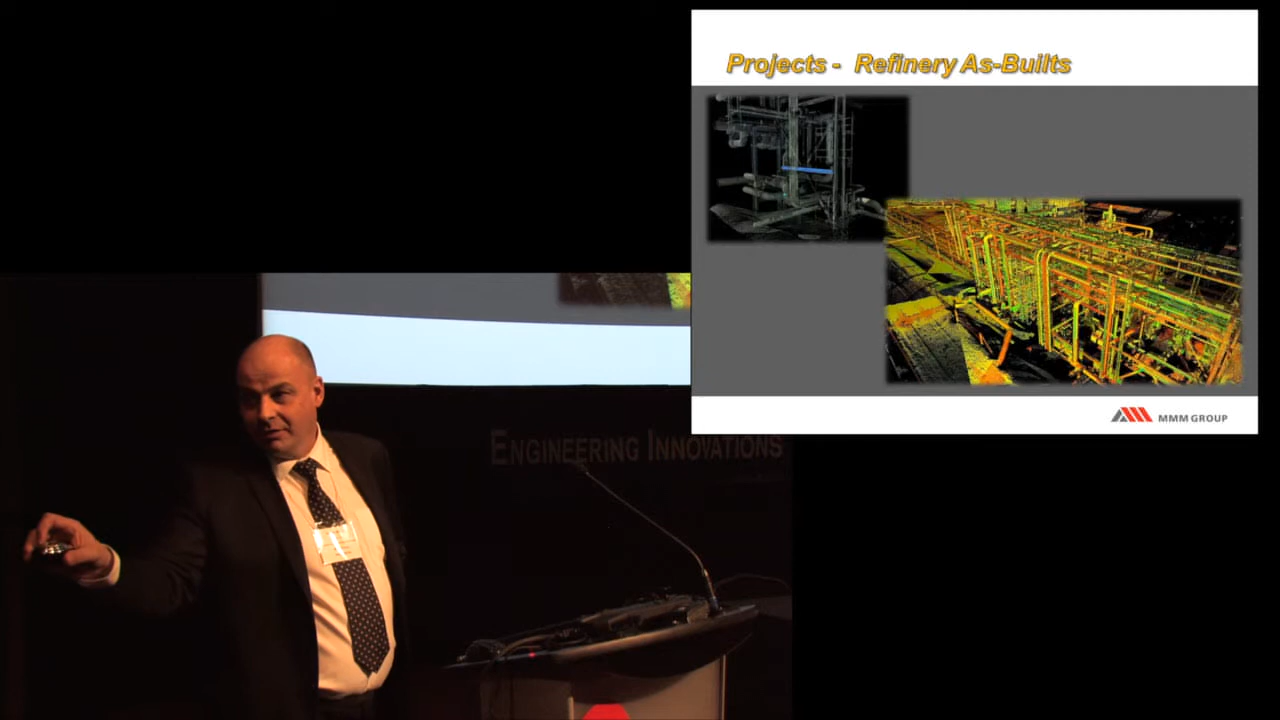 Projects - Refinery As-Builts
MMM GROUP
ENGINEERING INNOVATIONS